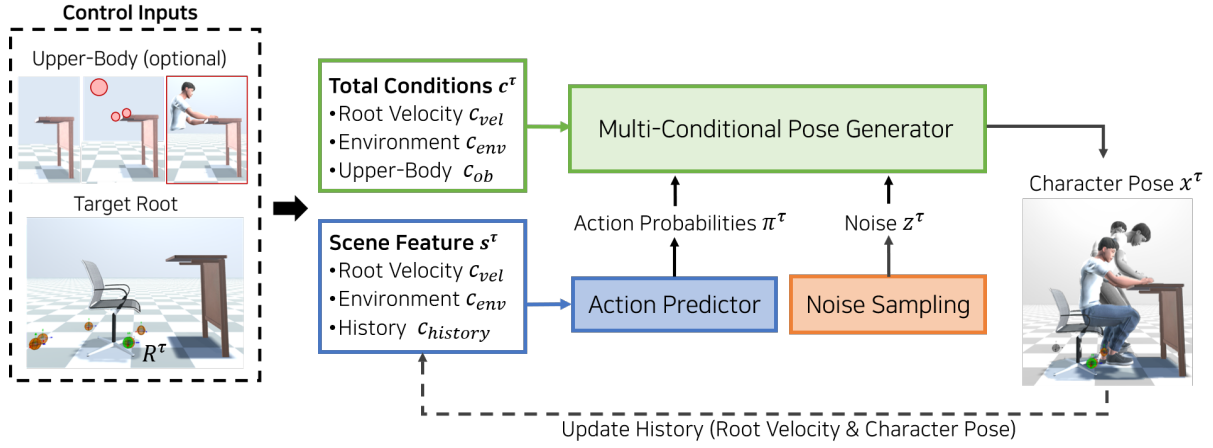 Control Inputs
Upper-Body (optional)
Target Root
R^τ
Total Conditions c^τ
•Root Velocity c_vel
•Environment c_env
•Upper-Body c_ob
Scene Feature s^τ
•Root Velocity c_vel
•Environment c_env
•History c_history
Multi-Conditional Pose Generator
Action Probabilities π^τ
Noise z^τ
Action Predictor
Noise Sampling
Character Pose x^τ
Update History (Root Velocity & Character Pose)